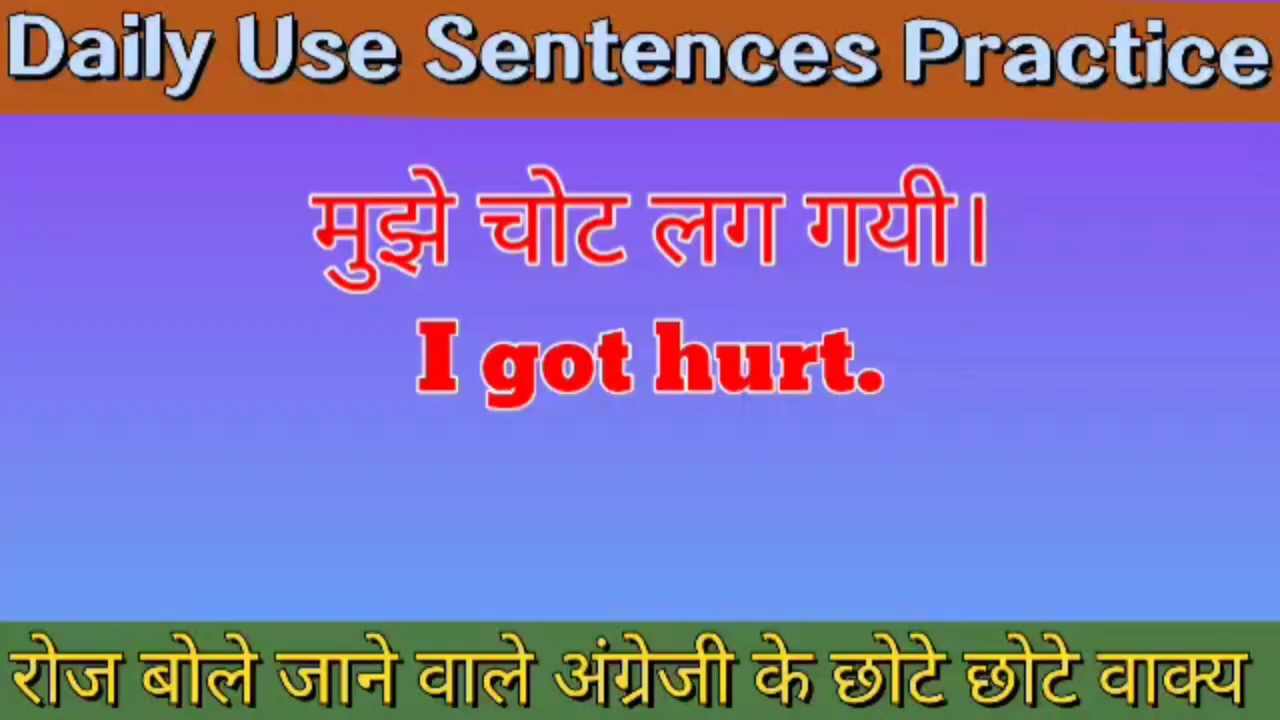 Daily Use Sentences Practice
मुझे चोट लग गयी।
I got hurt.
रोज बोले जाने वाले अंग्रेजी के छोटे छोटे वाक्य